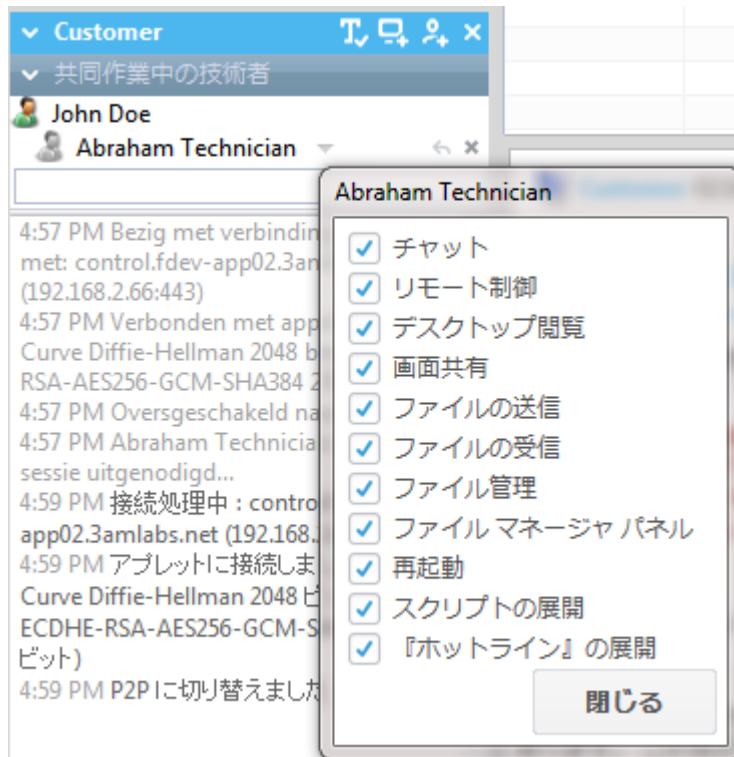 Customer
共同作業中の技術者
John Doe
Abraham Technician
4:57 PM Bezig met verbindin
met: control.fdev-app02.3am
(192.168.2.66:443)
4:57 PM Verbonden met app
Curve Diffie-Hellman 2048 b
RSA-AES256-GCM-SHA384 2
4:57 PM Oversgeschakeld na
4:57 PM Abraham Technicia
sessie uitgenodigd...
4:59 PM 接続処理中 : contro
app02.3amlabs.net (192.168.
4:59 PM アプレットに接続しま
Curve Diffie-Hellman 2048 ビ
ECDHE-RSA-AES256-GCM-S
ビット)
4:59 PM P2P に切り替えました
Abraham Technician
チャット
リモート制御
デスクトップ閲覧
画面共有
ファイルの送信
ファイルの受信
ファイル管理
ファイル マネージャ パネル
再起動
スクリプトの展開
『ホットライン』の展開
閉じる